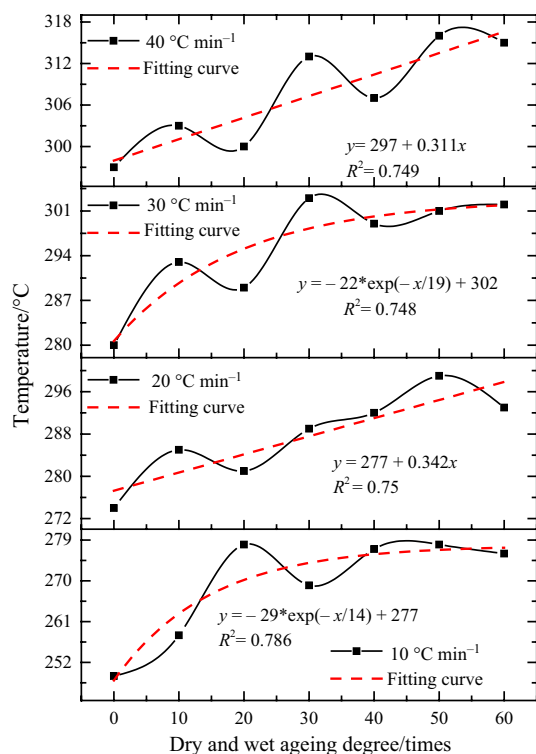 318
312
306
300
40 °C min⁻¹
Fitting curve
y= 297 + 0.311x
R² = 0.749
301
294
287
280
30 °C min⁻¹
Fitting curve
y = – 22*exp(– x/19) + 302
R² = 0.748
296
288
280
272
20 °C min⁻¹
Fitting curve
y = 277 + 0.342x
R² = 0.75
279
270
261
252
y = – 29*exp(– x/14) + 277
R² = 0.786
10 °C min⁻¹
Fitting curve
0 10 20 30 40 50 60
Dry and wet ageing degree/times
Temperature/°C